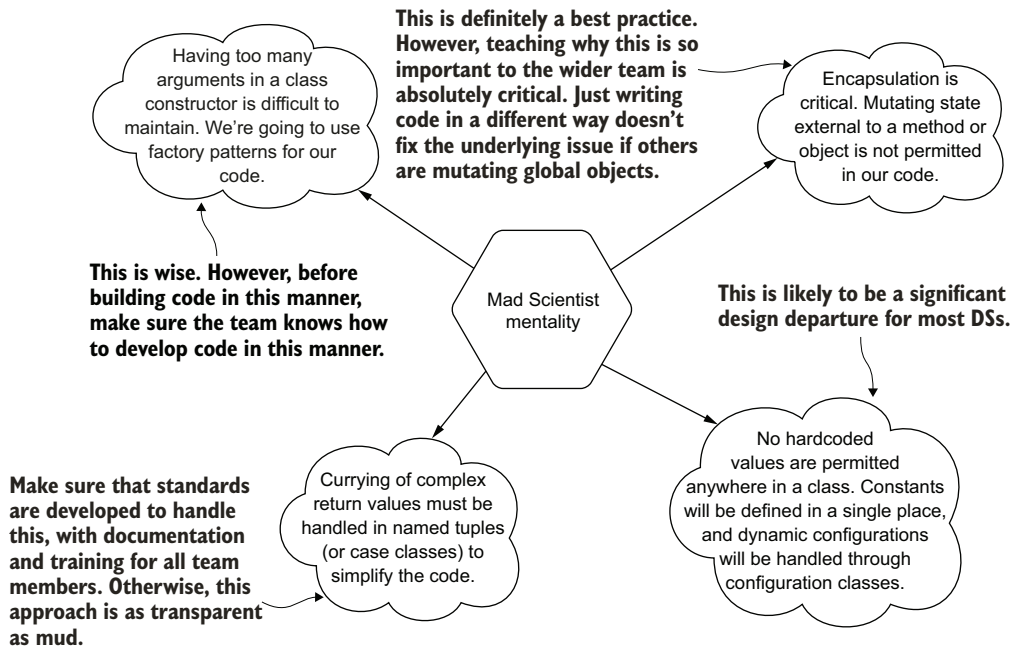 Having too many
arguments in a class
constructor is difficult to
maintain. We're going to use
factory patterns for our
code.
This is definitely a best practice.
However, teaching why this is so
important to the wider team is
absolutely critical. Just writing
code in a different way doesn't
fix the underlying issue if others
are mutating global objects.
Encapsulation is
critical. Mutating state
external to a method or
object is not permitted
in our code.
This is wise. However, before
building code in this manner,
make sure the team knows how
to develop code in this manner.
Mad Scientist
mentality
This is likely to be a significant
design departure for most DSs.
Make sure that standards
are developed to handle
this, with documentation
and training for all team
members. Otherwise, this
approach is as transparent
as mud.
Currying of complex
return values must be
handled in named tuples
(or case classes) to
simplify the code.
No hardcoded
values are permitted
anywhere in a class. Constants
will be defined in a single place,
and dynamic configurations
will be handled through
configuration classes.